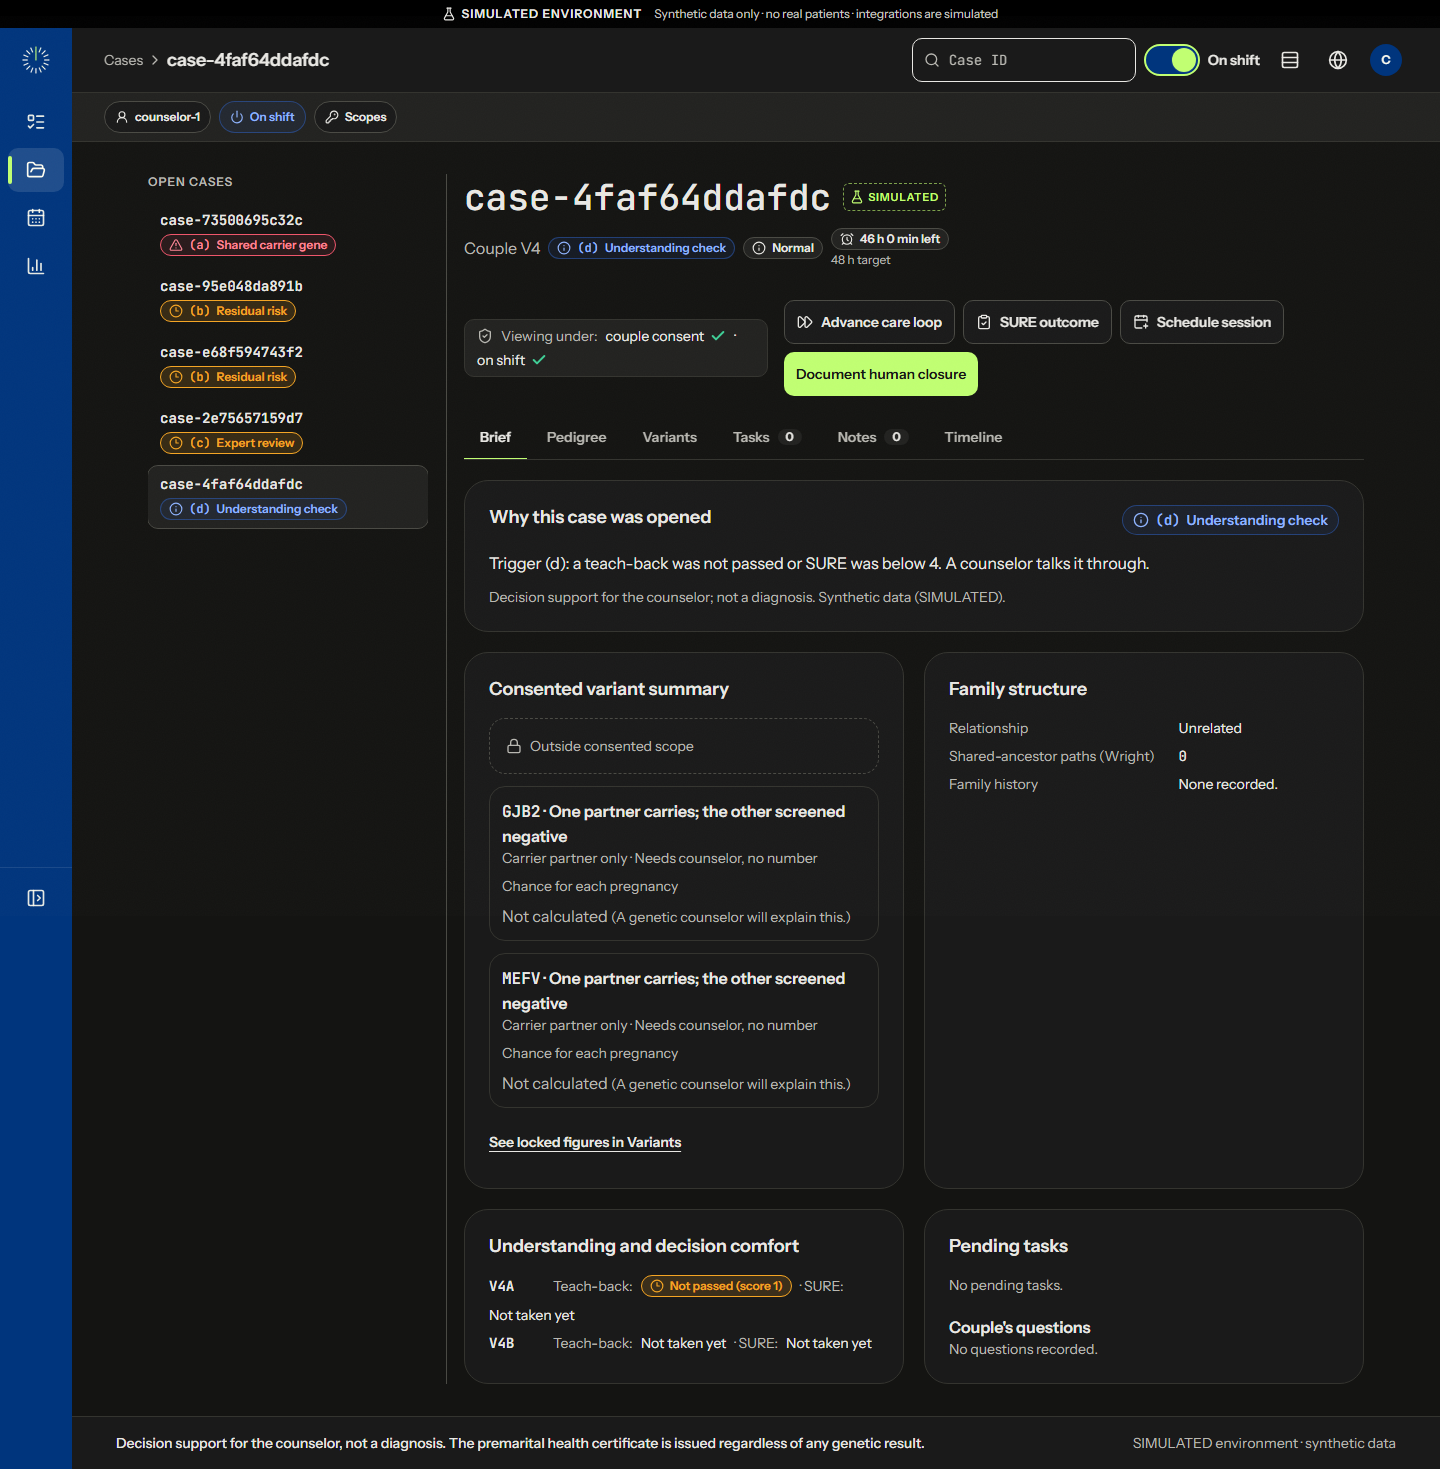 SIMULATED ENVIRONMENT Synthetic data only · no real patients · integrations are simulated
Cases > case-4faf64ddafdc
Case ID
On shift
C
counselor-1
On shift
Scopes
OPEN CASES
case-73500695c32c
(a) Shared carrier gene
case-95e048da891b
(b) Residual risk
case-e68f594743f2
(b) Residual risk
case-2e75657159d7
(c) Expert review
case-4faf64ddafdc
(d) Understanding check
case-4faf64ddafdc
SIMULATED
Couple V4
(d) Understanding check
Normal
46 h 0 min left
48 h target
Viewing under: couple consent ✓ ·
on shift ✓
Advance care loop
SURE outcome
Schedule session
Document human closure
Brief
Pedigree
Variants
Tasks 0
Notes 0
Timeline
Why this case was opened
(d) Understanding check
Trigger (d): a teach-back was not passed or SURE was below 4. A counselor talks it through.
Decision support for the counselor; not a diagnosis. Synthetic data (SIMULATED).
Consented variant summary
Outside consented scope
GJB2 · One partner carries; the other screened
negative
Carrier partner only · Needs counselor, no number
Chance for each pregnancy
Not calculated (A genetic counselor will explain this.)
MEFV · One partner carries; the other screened
negative
Carrier partner only · Needs counselor, no number
Chance for each pregnancy
Not calculated (A genetic counselor will explain this.)
See locked figures in Variants
Family structure
Relationship Unrelated
Shared-ancestor paths (Wright) 0
Family history None recorded.
Understanding and decision comfort
V4A Teach-back: Not passed (score 1) · SURE:
Not taken yet
V4B Teach-back: Not taken yet · SURE: Not taken yet
Pending tasks
No pending tasks.
Couple's questions
No questions recorded.
Decision support for the counselor, not a diagnosis. The premarital health certificate is issued regardless of any genetic result.
SIMULATED environment · synthetic data